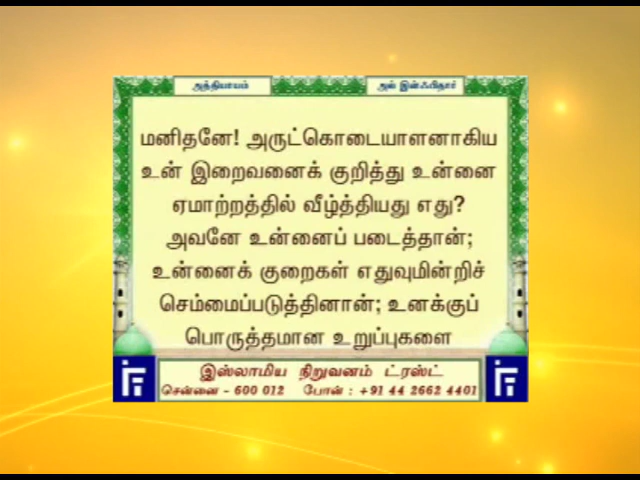 அத்தியாயம்
அல் இன்ஃபிதார்
மனிதனே! அருட்கொடையாளனாகிய
உன் இறைவனைக் குறித்து உன்னை
ஏமாற்றத்தில் வீழ்த்தியது எது?
அவனே உன்னைப் படைத்தான்;
உன்னைக் குறைகள் எதுவுமின்றிச்
செம்மைப்படுத்தினான்; உனக்குப்
பொருத்தமான உறுப்புகளை
இஸ்லாமிய நிறுவனம் ட்ரஸ்ட்
சென்னை - 600 012 போன் : +91 44 2662 4401